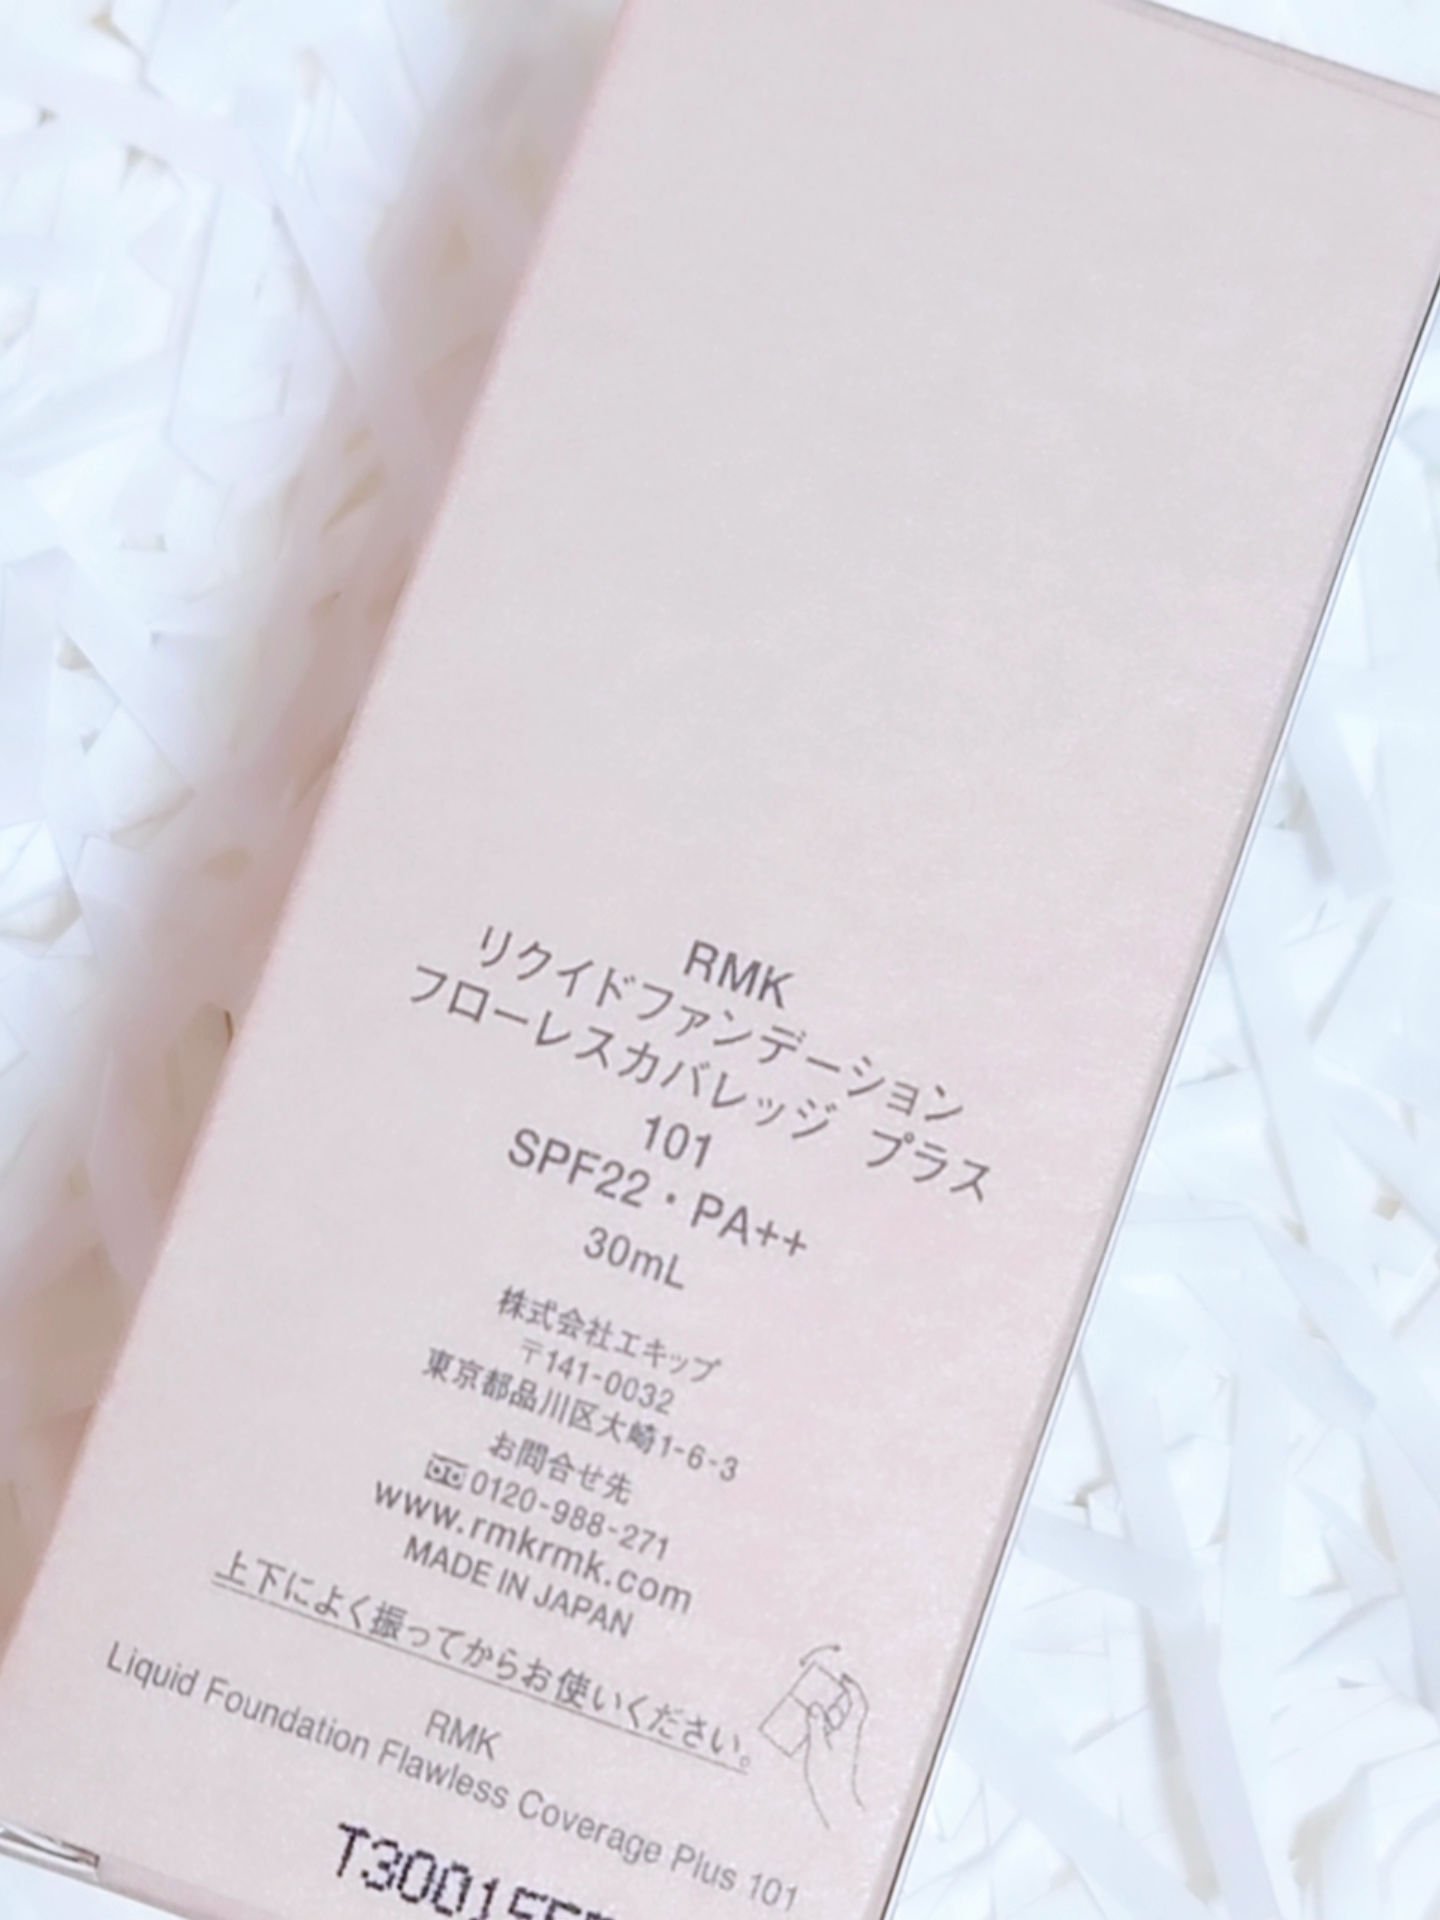 RMK
リクイドファンデーション
フローレスカバレッジ プラス
101
SPF22・PA++
30mL
株式会社エキップ
〒141-0032
東京都品川区大崎1-6-3
お問合せ先
0120-988-271
www.rmkrmk.com
MADE IN JAPAN
上下によく振ってからお使いください。
RMK
Liquid Foundation Flawless Coverage Plus 101